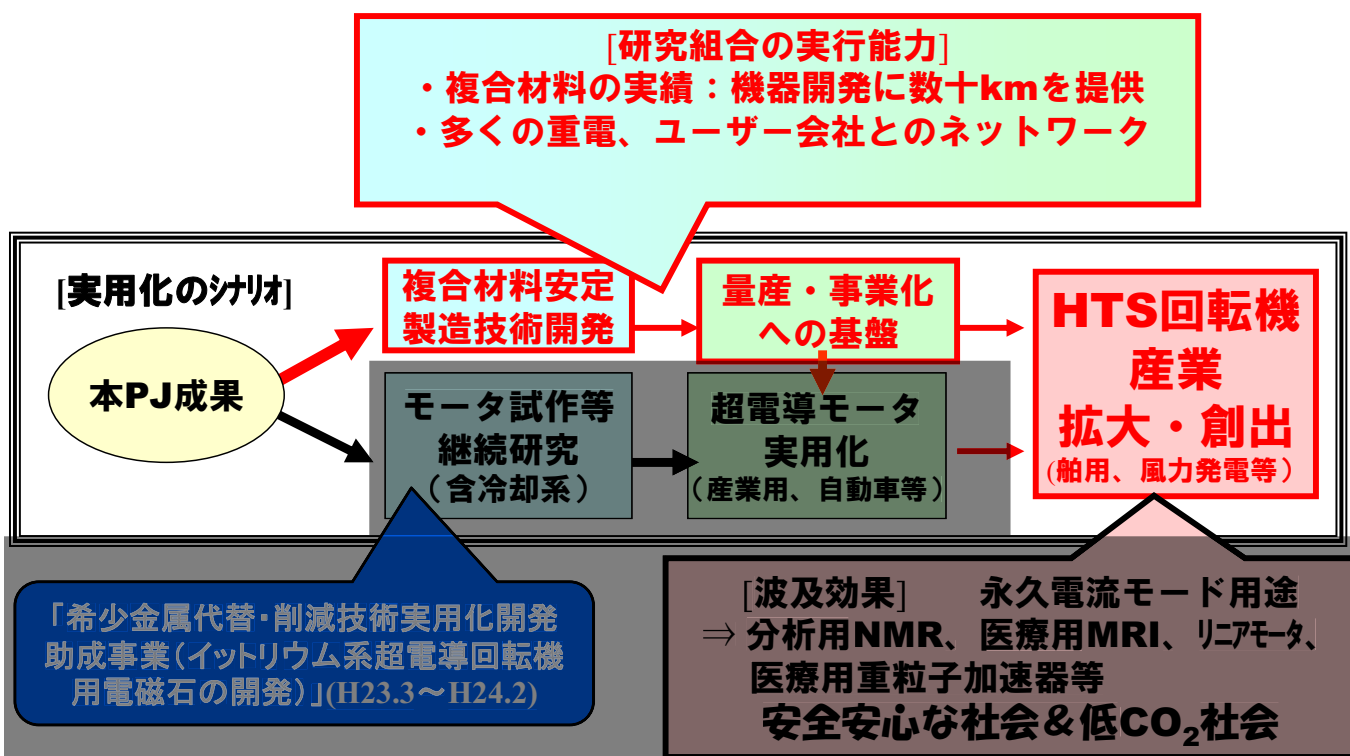 [研究組合の実行能力]
・複合材料の実績：機器開発に数十kmを提供
・多くの重電、ユーザー会社とのネットワーク
[実用化のｼﾅﾘｵ]
本PJ成果
複合材料安定
製造技術開発
量産・事業化
への基盤
モータ試作等
継続研究
（含冷却系）
超電導モータ
実用化
（産業用、自動車等）
HTS回転機
産業
拡大・創出
(舶用、風力発電等）
「希少金属代替・削減技術実用化開発
助成事業（イットリウム系超電導回転機
用電磁石の開発）」(H23.3～H24.2)
[波及効果]　永久電流モード用途
⇒ 分析用NMR、医療用MRI、ﾘﾆｱﾓｰﾀ、
医療用重粒子加速器等
安全安心な社会＆低CO₂社会